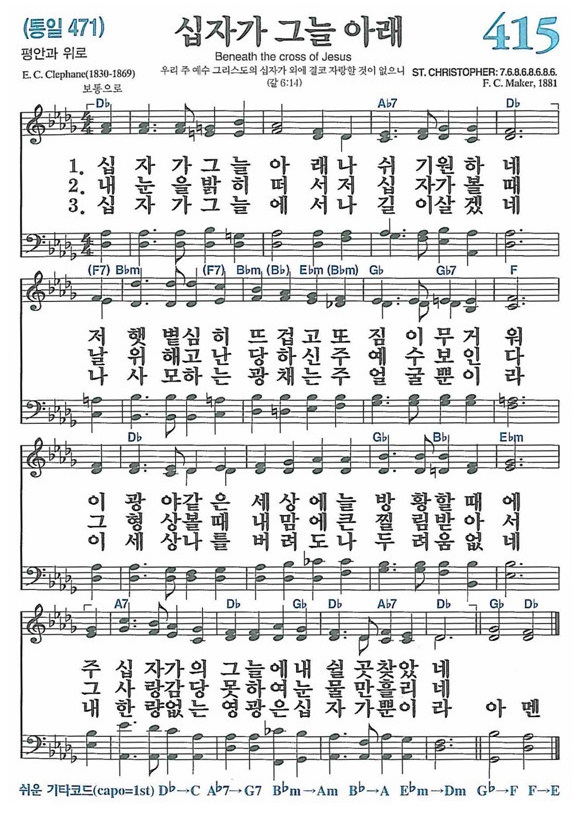 (통일 471)
십자가 그늘 아래
415
평안과 위로
Beneath the cross of Jesus
E. C. Clephane(1830-1869)
우리 주 예수 그리스도의 십자가 외에 결코 자랑할 것이 없으니
ST. CHRISTOPHER: 7.6.8.6.8.6.8.6.
보통으로
(갈 6:14)
F. C. Maker, 1881
D♭ A♭7 D♭
1. 십 자 가 그 늘 아 래 나 쉬 기 원 하 네
2. 내 눈 을 밝 히 떠 서 저 십 자 가 볼 때
3. 십 자 가 그 늘 에 서 나 길 이 살 겠 네
(F7) B♭m (F7) B♭m (B♭) E♭m (B♭m) G♭ G♭7 F
저 햇 볕 심 히 뜨 겁 고 또 짐 이 무 거 워
날 위 해 고 난 당 하 신 주 예 수 보 인 다
나 사 모 하 는 광 채 는 주 얼 굴 뿐 이 라
D♭ G♭ B♭ E♭m
이 광 야 같 은 세 상 에 늘 방 황 할 때 에
그 형 상 볼 때 내 맘 에 큰 찔 림 받 아 서
이 세 상 나 를 버 려 도 나 두 려 움 없 네
A7 D♭ G♭ D♭ A♭7 D♭ G♭ D♭
주 십 자 가 의 그 늘 에 내 쉴 곳 찾 았 네
그 사 랑 감 당 못 하 여 눈 물 만 흘 리 네
내 한 량 없 는 영 광 은 십 자 가 뿐 이 라 아 멘
쉬운 기타코드(capo=1st) D♭→C A♭7→G7 B♭m→Am B♭→A E♭m→Dm G♭→F F→E